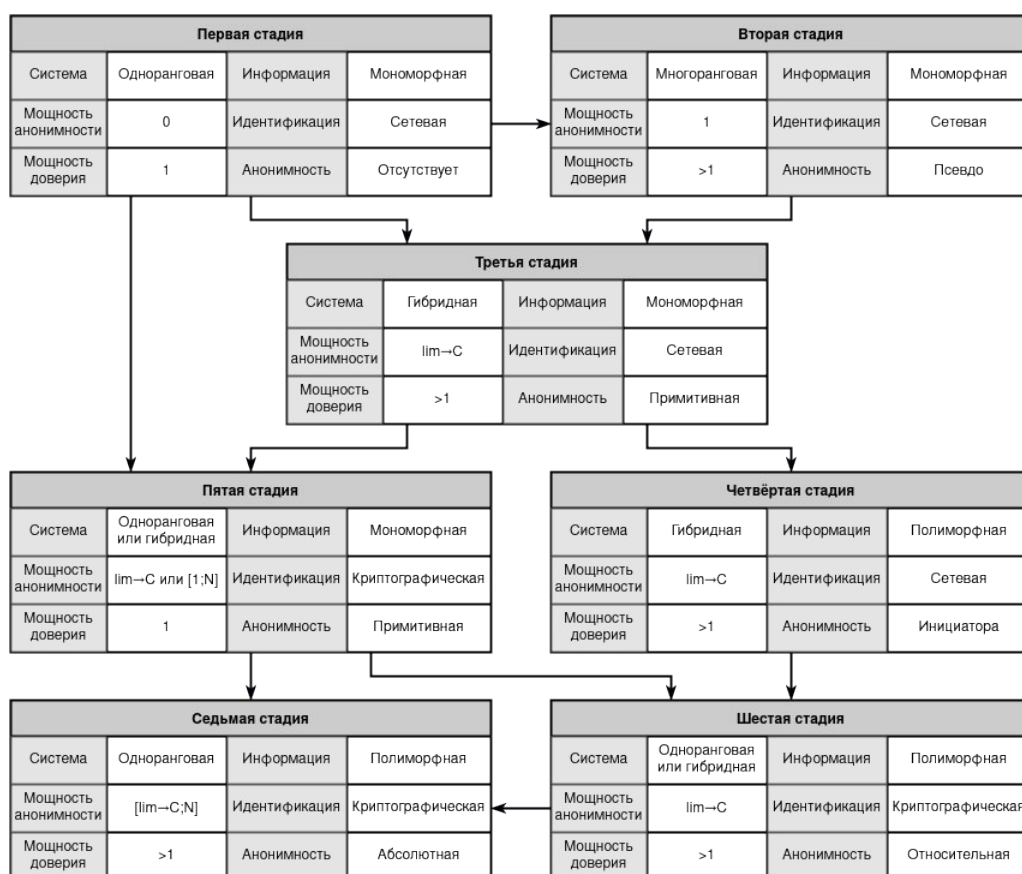 Первая стадия
Система Одноранговая Информация Мономорфная
Мощность анонимности 0 Идентификация Сетевая
Мощность доверия 1 Анонимность Отсутствует
Вторая стадия
Система Многоранговая Информация Мономорфная
Мощность анонимности 1 Идентификация Сетевая
Мощность доверия >1 Анонимность Псевдо
Третья стадия
Система Гибридная Информация Мономорфная
Мощность анонимности lim→C Идентификация Сетевая
Мощность доверия >1 Анонимность Примитивная
Пятая стадия
Система Одноранговая или гибридная Информация Мономорфная
Мощность анонимности lim→C или [1;N] Идентификация Криптографическая
Мощность доверия 1 Анонимность Примитивная
Четвёртая стадия
Система Гибридная Информация Полиморфная
Мощность анонимности lim→C Идентификация Сетевая
Мощность доверия >1 Анонимность Инициатора
Седьмая стадия
Система Одноранговая Информация Полиморфная
Мощность анонимности [lim→C;N] Идентификация Криптографическая
Мощность доверия >1 Анонимность Абсолютная
Шестая стадия
Система Одноранговая или гибридная Информация Полиморфная
Мощность анонимности lim→C Идентификация Криптографическая
Мощность доверия >1 Анонимность Относительная